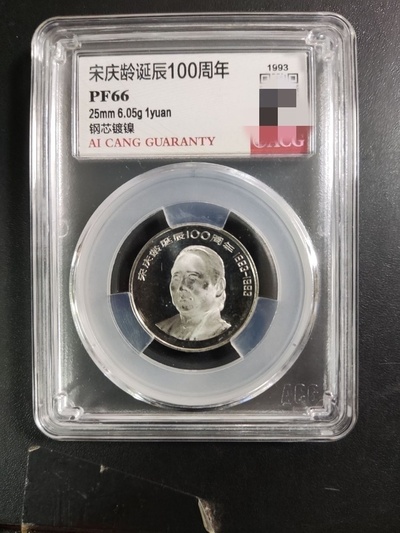 宋庆龄诞辰100周年
1993
PF66
25mm 6.05g 1yuan
钢芯镀镍
AI CANG GUARANTY
CACG
宋庆龄诞辰100周年 1893-1993